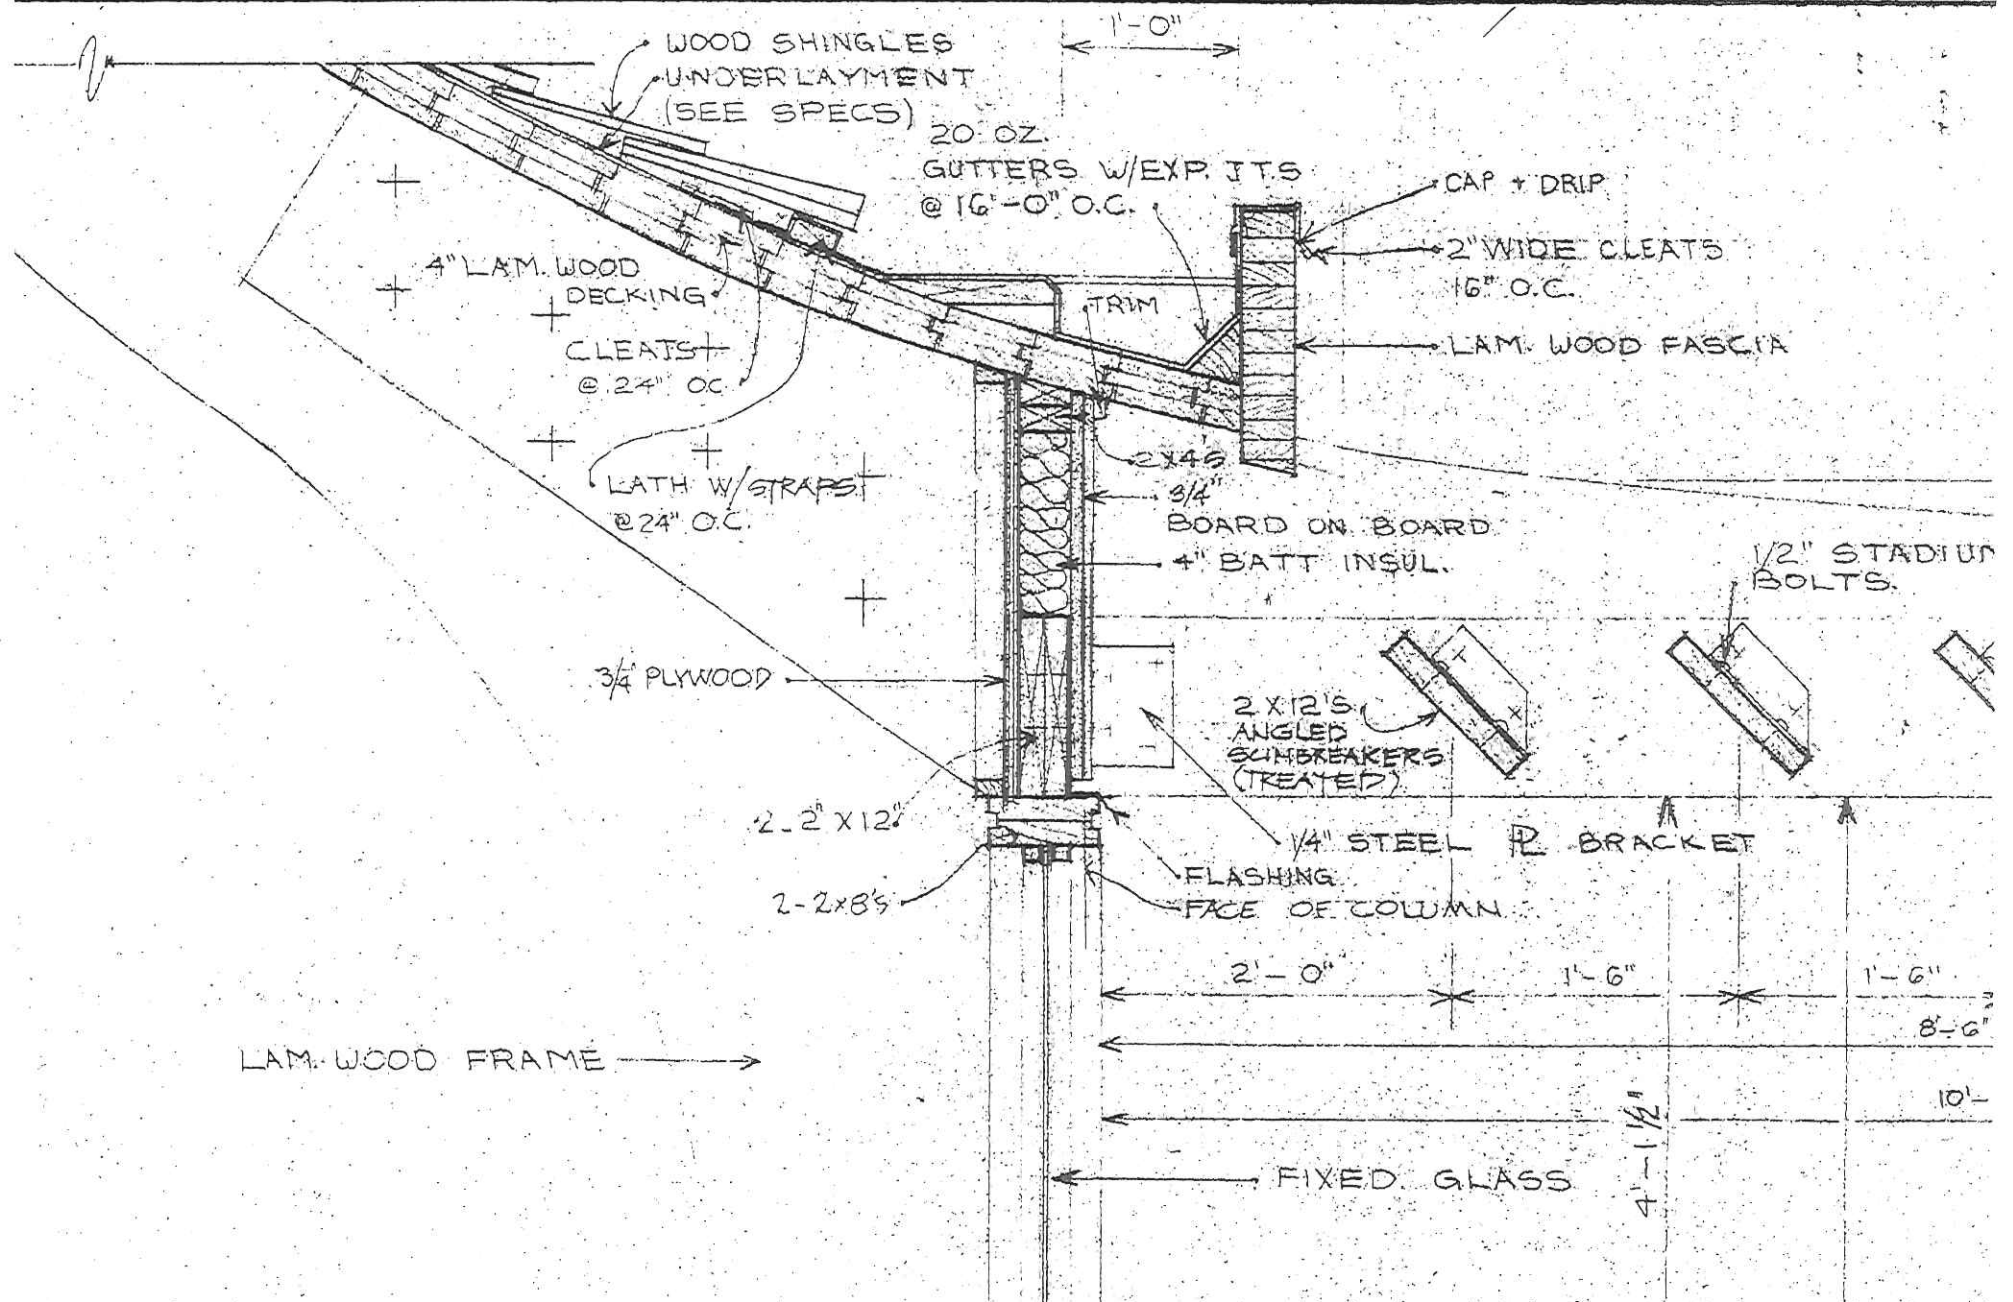 1'-0"
WOOD SHINGLES
UNDERLAYMENT
(SEE SPECS)
20 OZ.
GUTTERS W/EXP. JTS
@ 16'-0" O.C.
CAP + DRIP
2" WIDE CLEATS
16" O.C.
4" LAM. WOOD
DECKING
TRIM
LAM. WOOD FASCIA
CLEATS
@ 24" OC
2X4S
LATH W/STRAPS
@ 24" O.C.
3/4"
BOARD ON BOARD
4" BATT INSUL.
1/2" STADIUM
BOLTS.
3/4" PLYWOOD
2 X 12'S
ANGLED
SUNBREAKERS
(TREATED)
2-2" X 12"
1/4" STEEL PL BRACKET
FLASHING
FACE OF COLUMN
2-2x8's
2'-0"
1'-6"
1'-6"
8'-6"
LAM. WOOD FRAME
10'-
4'-1 1/2"
FIXED GLASS